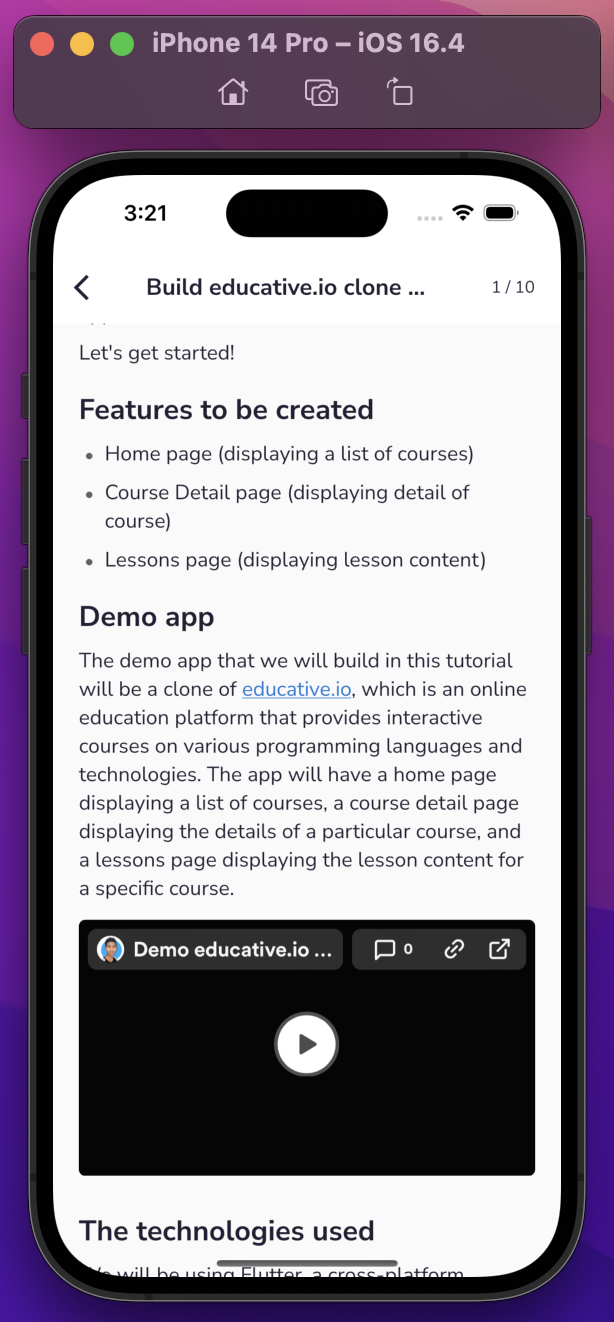 iPhone 14 Pro – iOS 16.4
3:21
Build educative.io clone ...
1 / 10
Let's get started!
Features to be created
• Home page (displaying a list of courses)
• Course Detail page (displaying detail of
course)
• Lessons page (displaying lesson content)
Demo app
The demo app that we will build in this tutorial
will be a clone of educative.io, which is an online
education platform that provides interactive
courses on various programming languages and
technologies. The app will have a home page
displaying a list of courses, a course detail page
displaying the details of a particular course, and
a lessons page displaying the lesson content for
a specific course.
Demo educative.io ...
0
The technologies used
We will be using Flutter, a cross-platform